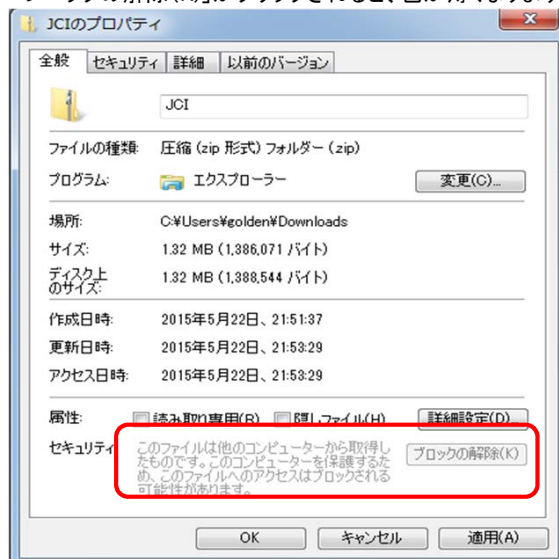 JCIのプロパティ
全般 セキュリティ 詳細 以前のバージョン
JCI
ファイルの種類: 圧縮 (zip 形式) フォルダー (.zip)
プログラム: エクスプローラー 変更(C)...
場所: C:¥Users¥golden¥Downloads
サイズ: 1.32 MB (1,386,071 バイト)
ディスク上
のサイズ: 1.32 MB (1,388,544 バイト)
作成日時: 2015年5月22日、21:51:37
更新日時: 2015年5月22日、21:53:29
アクセス日時: 2015年5月22日、21:53:29
属性: 読み取り専用(R) 隠しファイル(H) 詳細設定(D)...
セキュリティ: このファイルは他のコンピューターから取得し
たものです。このコンピューターを保護するた
め、このファイルへのアクセスはブロックされる
可能性があります。
ブロックの解除(K)
OK キャンセル 適用(A)